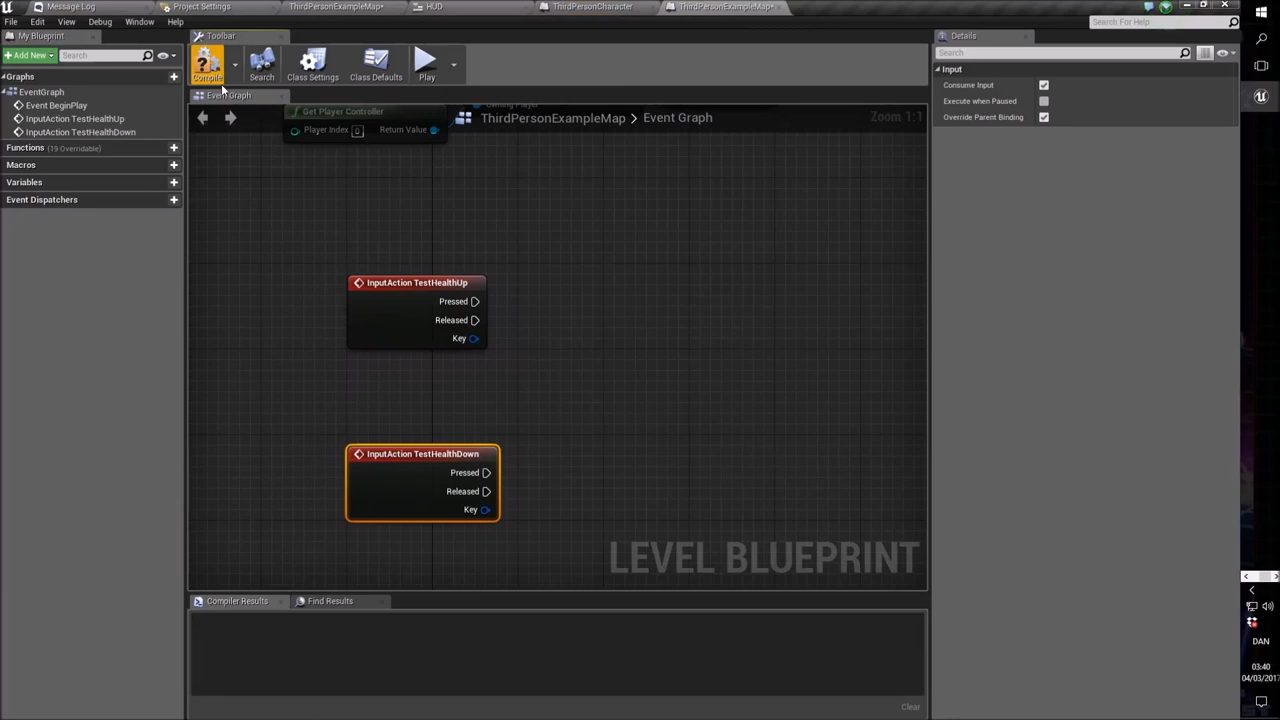 Message Log
Project Settings
ThirdPersonExampleMap*
HUD
ThirdPersonCharacter
ThirdPersonExampleMap*
File Edit View Debug Window Help
Search For Help
My Blueprint
Toolbar
Details
Add New
Search
Compile
Search
Class Settings
Class Defaults
Play
Search
Graphs
EventGraph
Event BeginPlay
InputAction TestHealthUp
InputAction TestHealthDown
Functions (19 Overridable)
Macros
Variables
Event Dispatchers
Event Graph
ThirdPersonExampleMap > Event Graph
Zoom 1:1
Get Player Controller
Player Index 0 Return Value
Owning Player
InputAction TestHealthUp
Pressed
Released
Key
InputAction TestHealthDown
Pressed
Released
Key
LEVEL BLUEPRINT
Input
Consume Input
Execute when Paused
Override Parent Binding
Compiler Results
Find Results
Clear
DAN
03:40
04/03/2017